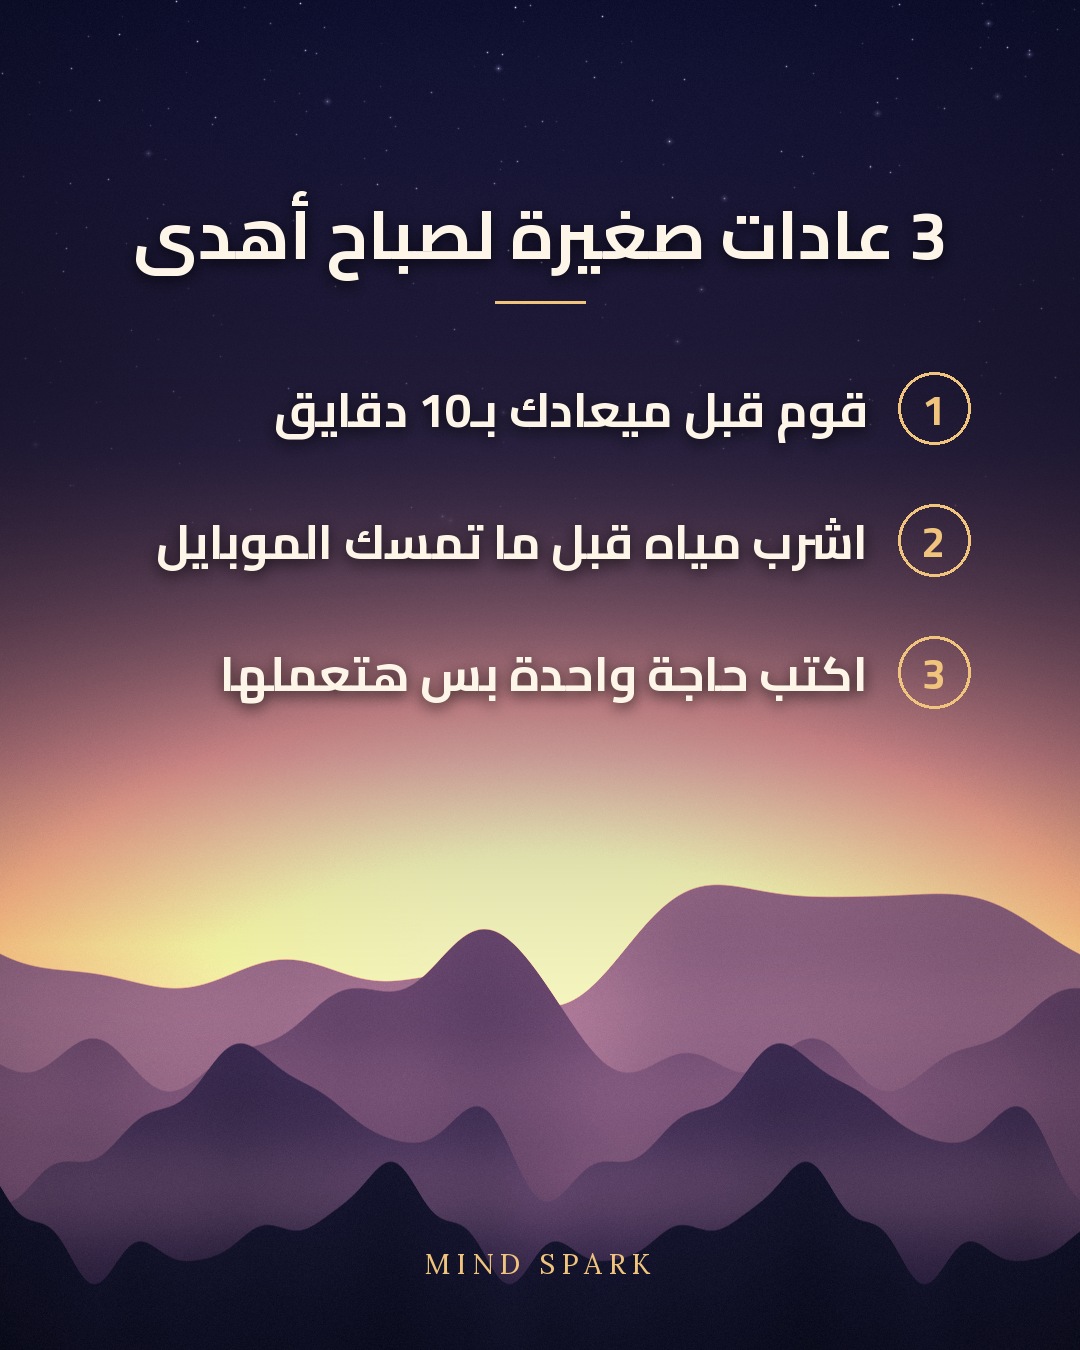 3 عادات صغيرة لصباح أهدى
1 قوم قبل ميعادك بـ10 دقايق
2 اشرب مياه قبل ما تمسك الموبايل
3 اكتب حاجة واحدة بس هتعملها
MIND SPARK